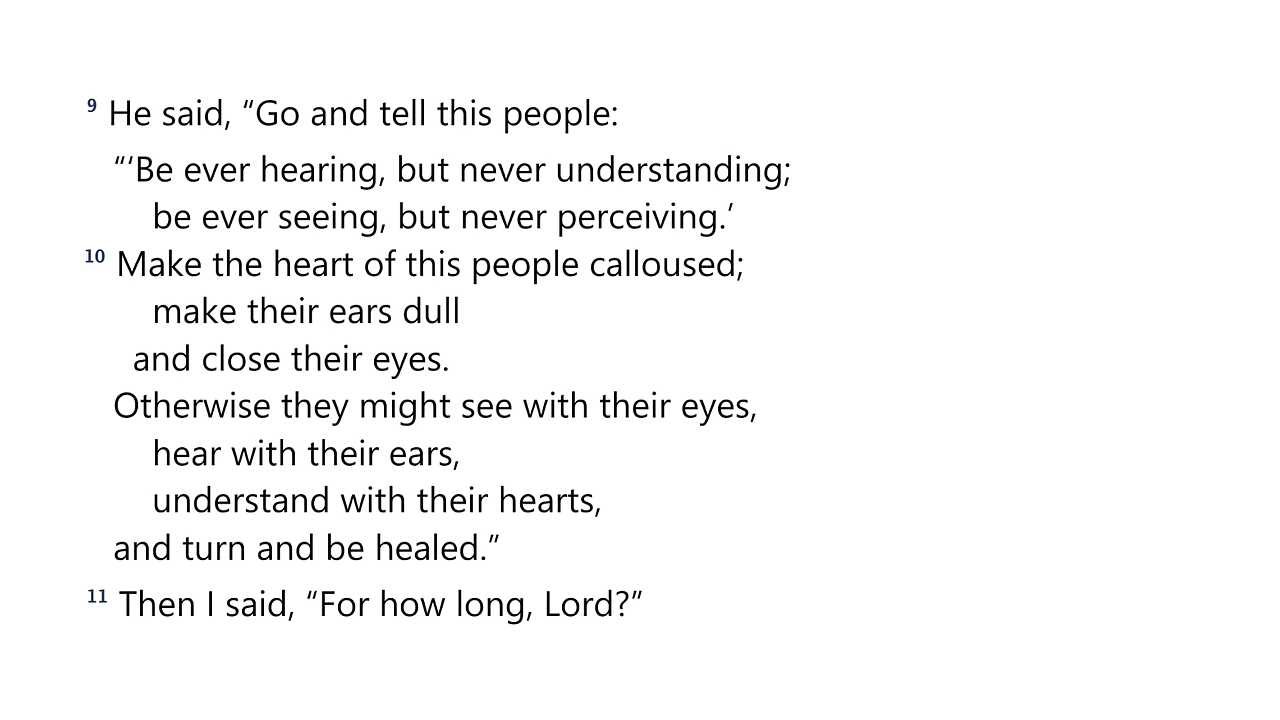 9 He said, “Go and tell this people:
“‘Be ever hearing, but never understanding;
be ever seeing, but never perceiving.’
10 Make the heart of this people calloused;
make their ears dull
and close their eyes.
Otherwise they might see with their eyes,
hear with their ears,
understand with their hearts,
and turn and be healed.”
11 Then I said, “For how long, Lord?”